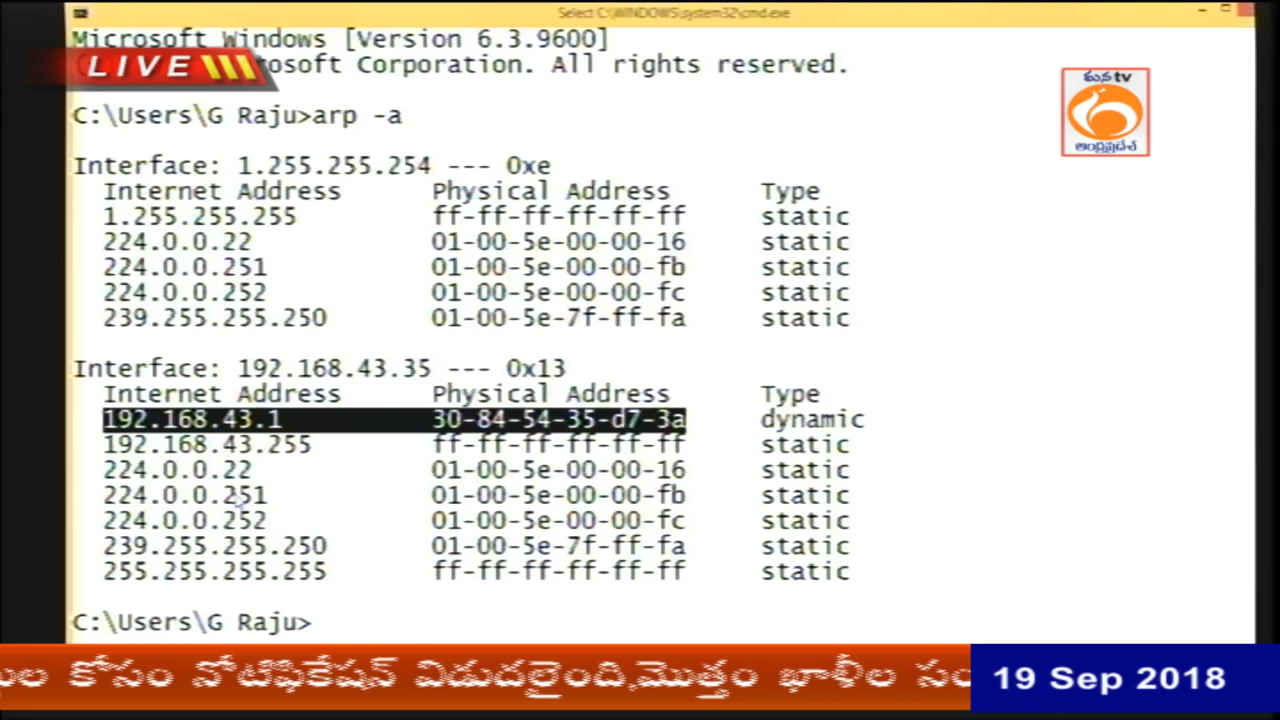 Select C:\WINDOWS\system32\cmd.exe
Microsoft Windows [Version 6.3.9600]
LIVE
osoft Corporation. All rights reserved.
మన tv
ఆంధ్రప్రదేశ్
C:\Users\G Raju>arp -a
Interface: 1.255.255.254 --- 0xe
Internet Address Physical Address Type
1.255.255.255 ff-ff-ff-ff-ff-ff static
224.0.0.22 01-00-5e-00-00-16 static
224.0.0.251 01-00-5e-00-00-fb static
224.0.0.252 01-00-5e-00-00-fc static
239.255.255.250 01-00-5e-7f-ff-fa static
Interface: 192.168.43.35 --- 0x13
Internet Address Physical Address Type
192.168.43.1 30-84-54-35-d7-3a dynamic
192.168.43.255 ff-ff-ff-ff-ff-ff static
224.0.0.22 01-00-5e-00-00-16 static
224.0.0.251 01-00-5e-00-00-fb static
224.0.0.252 01-00-5e-00-00-fc static
239.255.255.250 01-00-5e-7f-ff-fa static
255.255.255.255 ff-ff-ff-ff-ff-ff static
C:\Users\G Raju>
కోసం నోటిఫికేషన్ విడుదలైంది,మొత్తం ఖాళీల
19 Sep 2018